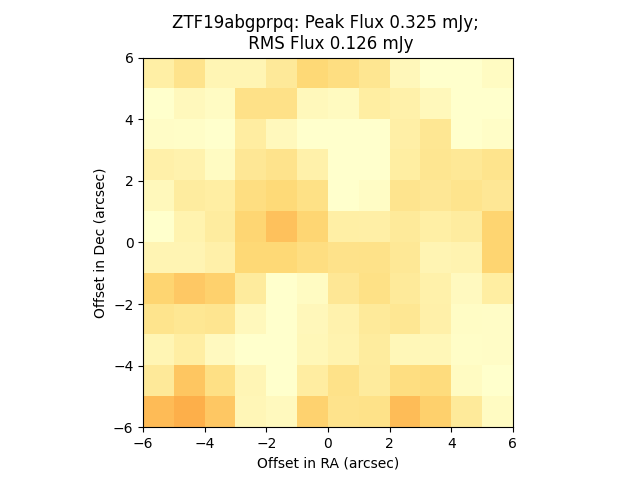 ZTF19abgprpq: Peak Flux 0.325 mJy;
RMS Flux 0.126 mJy
6
4
2
0
−2
−4
−6
Offset in Dec (arcsec)
−6 −4 −2 0 2 4 6
Offset in RA (arcsec)